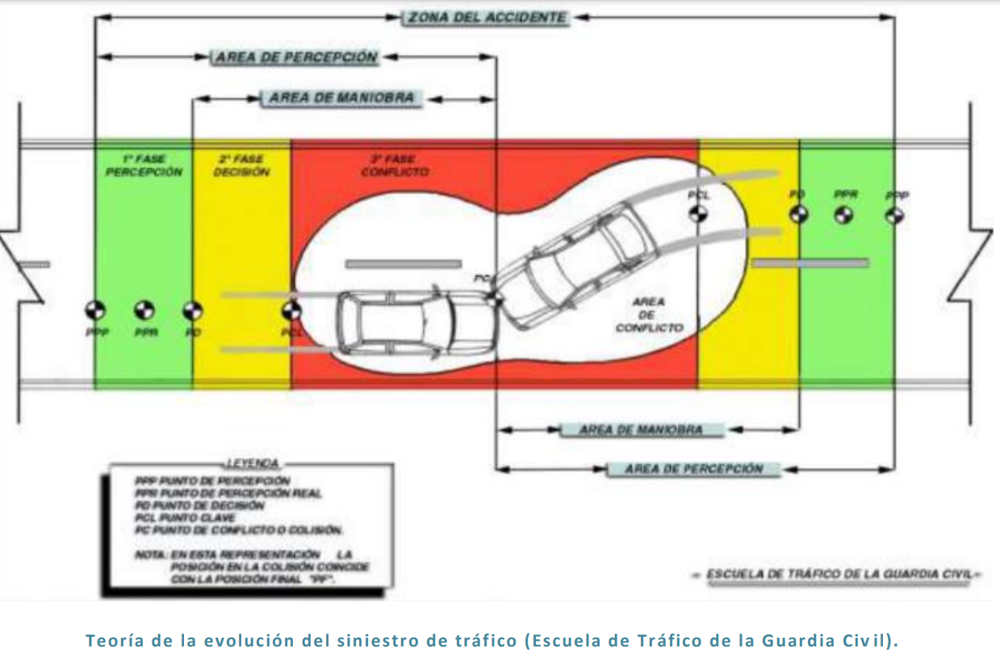 ZONA DEL ACCIDENTE
AREA DE PERCEPCIÓN
AREA DE MANIOBRA
1ª FASE
PERCEPCIÓN
2ª FASE
DECISIÓN
3ª FASE
CONFLICTO
PCL
PD
PPR
PPP
PC
PPP
PPR
PD
PCL
AREA
DE
CONFLICTO
AREA DE MANIOBRA
AREA DE PERCEPCIÓN
LEYENDA
PPP PUNTO DE PERCEPCIÓN
PPR PUNTO DE PERCEPCIÓN REAL
PD PUNTO DE DECISIÓN
PCL PUNTO CLAVE
PC PUNTO DE CONFLICTO O COLISIÓN.
NOTA: EN ESTA REPRESENTACIÓN LA
POSICIÓN EN LA COLISIÓN COINCIDE
CON LA POSICIÓN FINAL "PF".
- ESCUELA DE TRÁFICO DE LA GUARDIA CIVIL-
Teoría de la evolución del siniestro de tráfico (Escuela de Tráfico de la Guardia Civil).